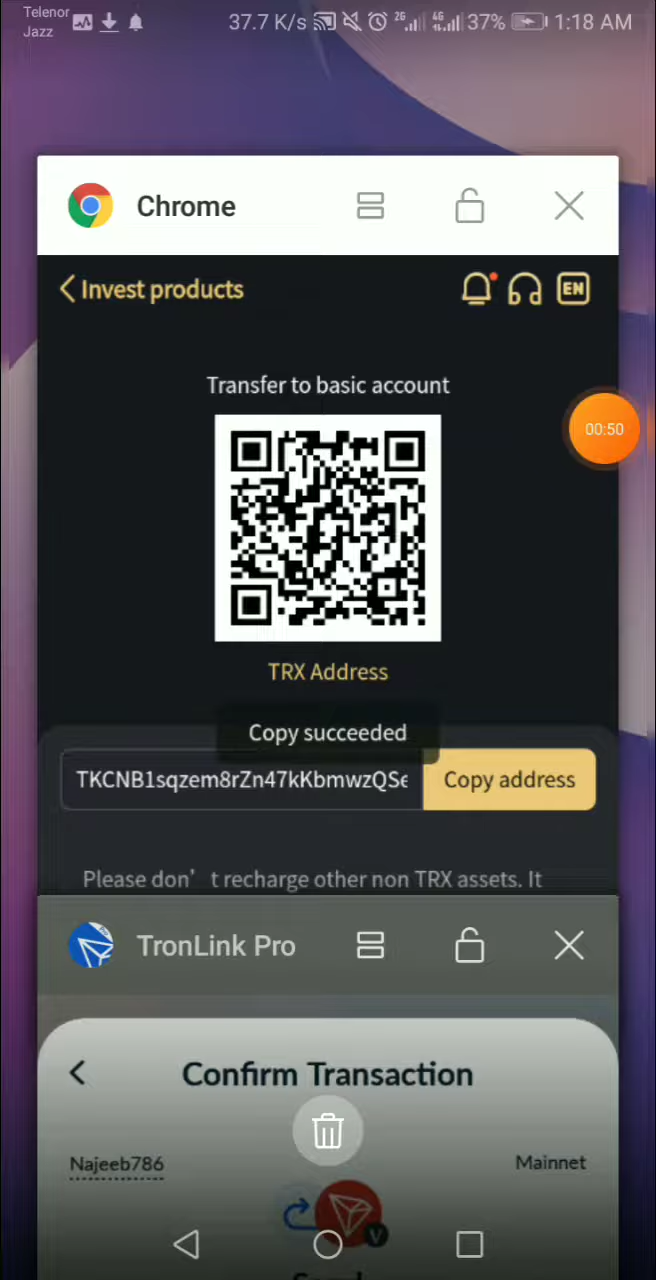 Telenor
Jazz
37.7 K/s 2G 4G 37% 1:18 AM
Chrome
Invest products
EN
Transfer to basic account
00:50
TRX Address
Copy succeeded
TKCNB1sqzem8rZn47kKbmwzQSe
Copy address
Please don’t recharge other non TRX assets. It
TronLink Pro
Confirm Transaction
Najeeb786
Mainnet
V